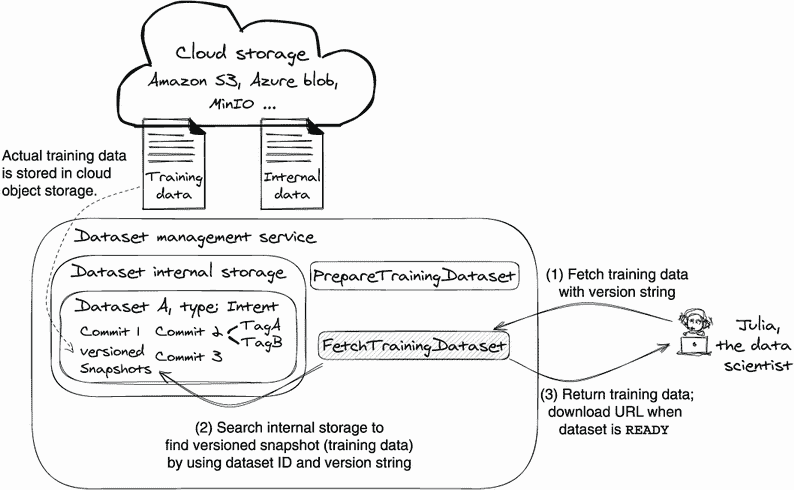 Cloud storage
Amazon S3, Azure blob,
MinIO ...
Actual training data
is stored in cloud
object storage.
Training
data
Internal
data
Dataset management service
Dataset internal storage
PrepareTrainingDataset
Dataset A, type; Intent
Commit 1 Commit 2 TagA
TagB
versioned
Snapshots
Commit 3
FetchTrainingDataset
(1) Fetch training data
with version string
Julia,
the data
scientist
(3) Return training data;
download URL when
dataset is READY
(2) Search internal storage to
find versioned snapshot (training data)
by using dataset ID and version string